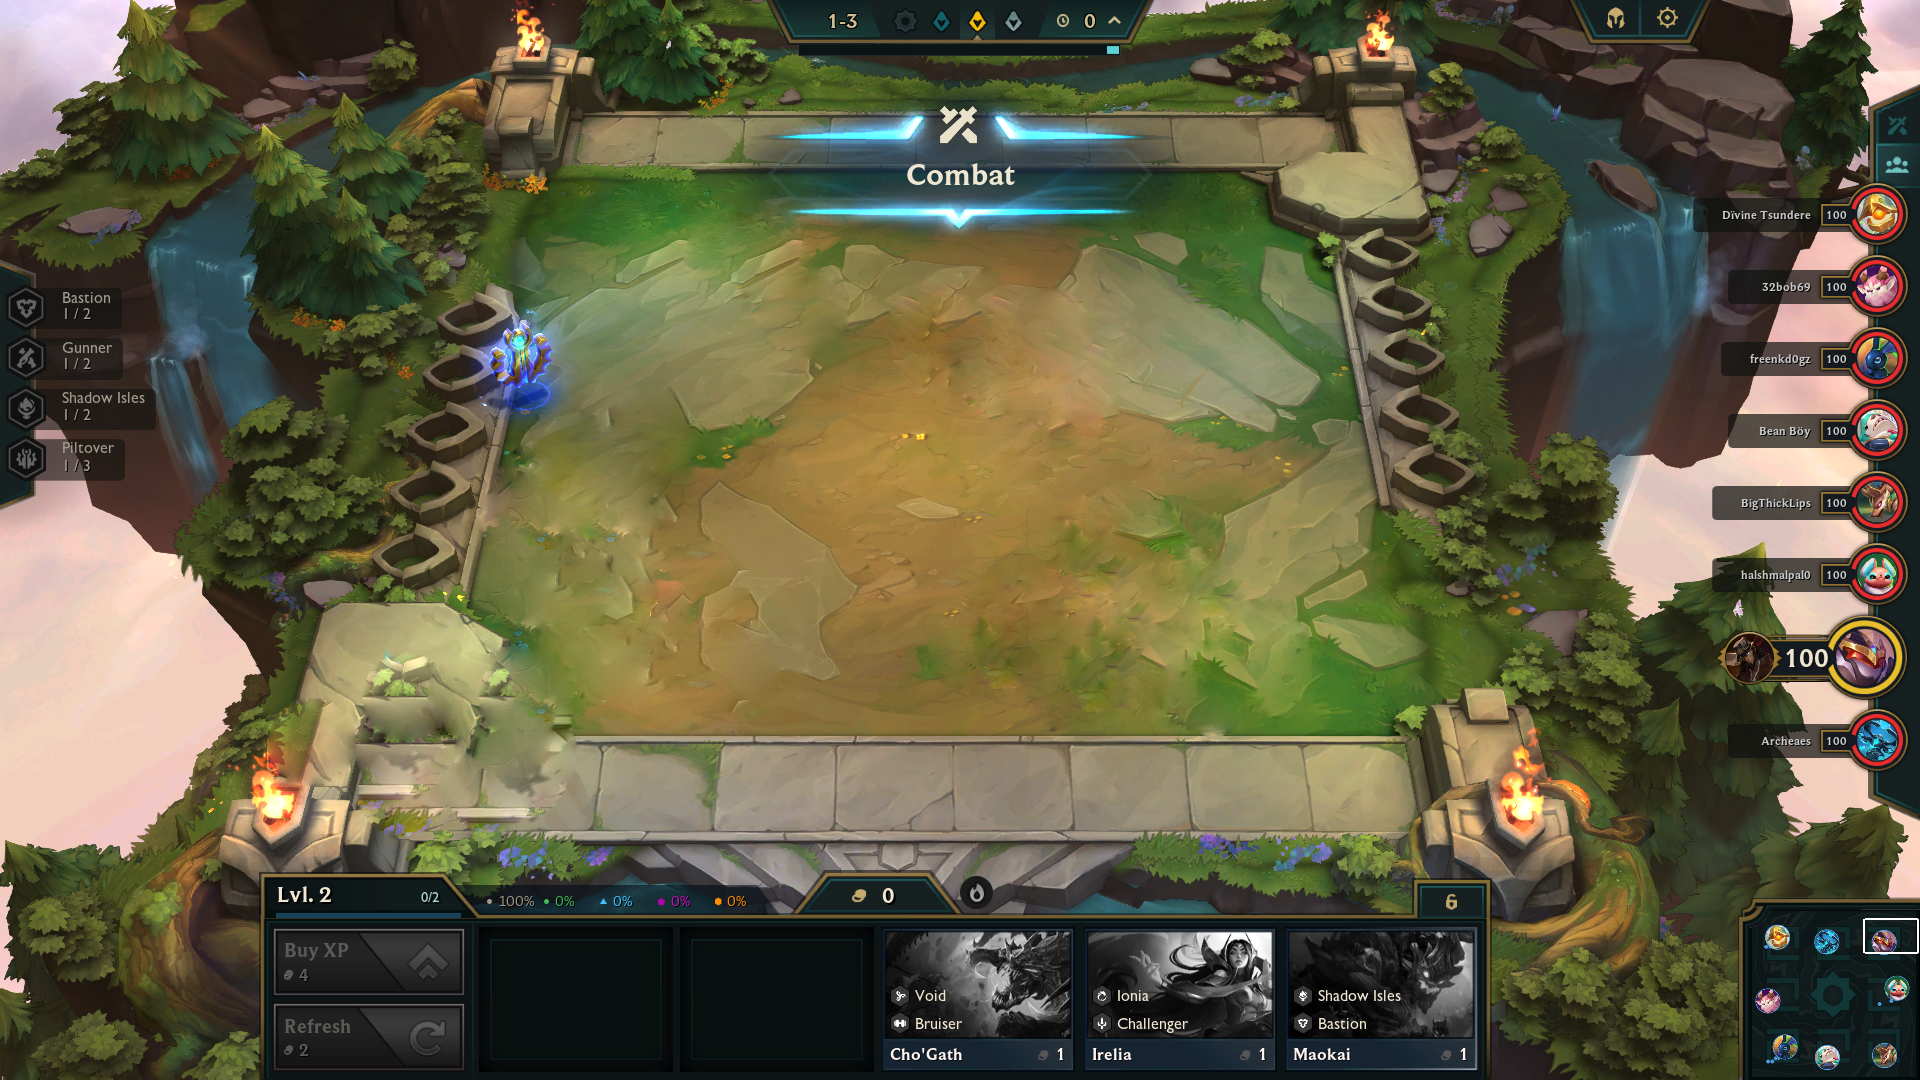 1-3
0
Combat
Bastion
1 / 2
Gunner
1 / 2
Shadow Isles
1 / 2
Piltover
1 / 3
Dïvine Tsundere 100
32bob69 100
freenkd0gz 100
Bean Böy 100
BigThickLips 100
halshmalpal0 100
100
Archeaes 100
Lvl. 2 0/2
100% 0% 0% 0% 0%
0
6
Buy XP
4
Refresh
2
Void
Bruiser
Cho'Gath 1
Ionia
Challenger
Irelia 1
Shadow Isles
Bastion
Maokai 1